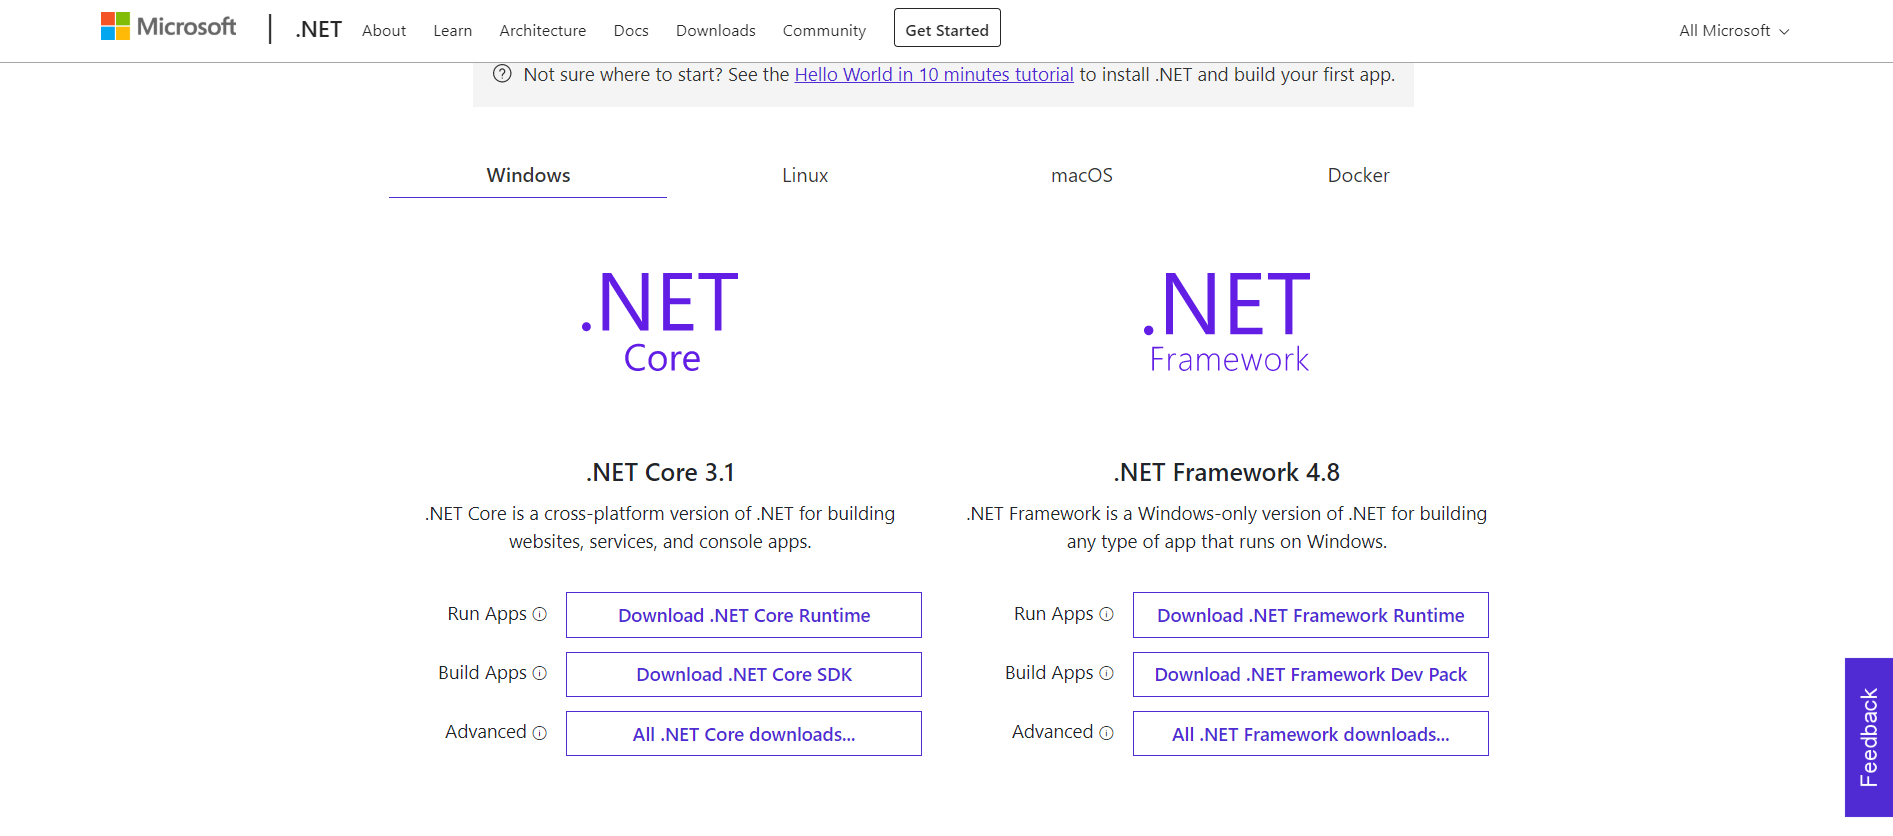 Microsoft
.NET About Learn Architecture Docs Downloads Community Get Started All Microsoft
Not sure where to start? See the Hello World in 10 minutes tutorial to install .NET and build your first app.
Windows Linux macOS Docker
.NET
Core
.NET
Framework
.NET Core 3.1
.NET Core is a cross-platform version of .NET for building
websites, services, and console apps.
Run Apps Download .NET Core Runtime
Build Apps Download .NET Core SDK
Advanced All .NET Core downloads...
.NET Framework 4.8
.NET Framework is a Windows-only version of .NET for building
any type of app that runs on Windows.
Run Apps Download .NET Framework Runtime
Build Apps Download .NET Framework Dev Pack
Advanced All .NET Framework downloads...
Feedback